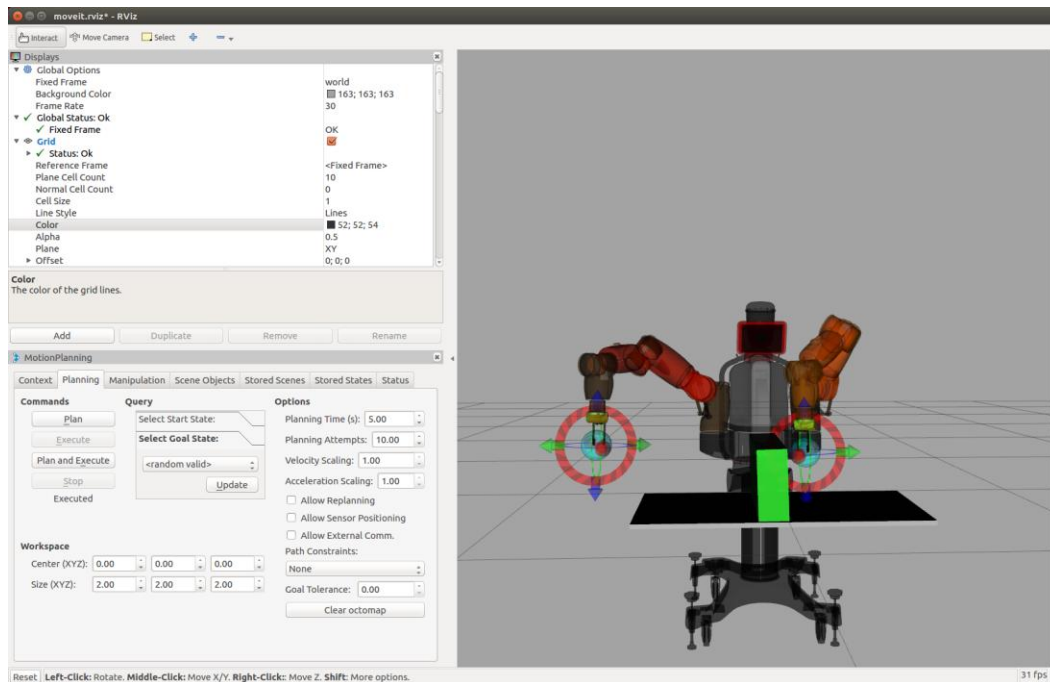 moveit.rviz* - RViz
Interact Move Camera Select
Displays
Global Options
Fixed Frame world
Background Color 163; 163; 163
Frame Rate 30
Global Status: Ok
Fixed Frame OK
Grid
Status: Ok
Reference Frame <Fixed Frame>
Plane Cell Count 10
Normal Cell Count 0
Cell Size 1
Line Style Lines
Color 52; 52; 54
Alpha 0.5
Plane XY
Offset 0; 0; 0
Color
The color of the grid lines.
Add Duplicate Remove Rename
MotionPlanning
Context Planning Manipulation Scene Objects Stored Scenes Stored States Status
Commands Query Options
Plan Select Start State: Planning Time (s): 5.00
Execute Select Goal State: Planning Attempts: 10.00
Plan and Execute <random valid> Velocity Scaling: 1.00
Stop Update Acceleration Scaling: 1.00
Executed Allow Replanning
Allow Sensor Positioning
Allow External Comm.
Workspace Path Constraints:
Center (XYZ): 0.00 0.00 0.00 None
Size (XYZ): 2.00 2.00 2.00 Goal Tolerance: 0.00
Clear octomap
Reset Left-Click: Rotate. Middle-Click: Move X/Y. Right-Click: Move Z. Shift: More options. 31 fps